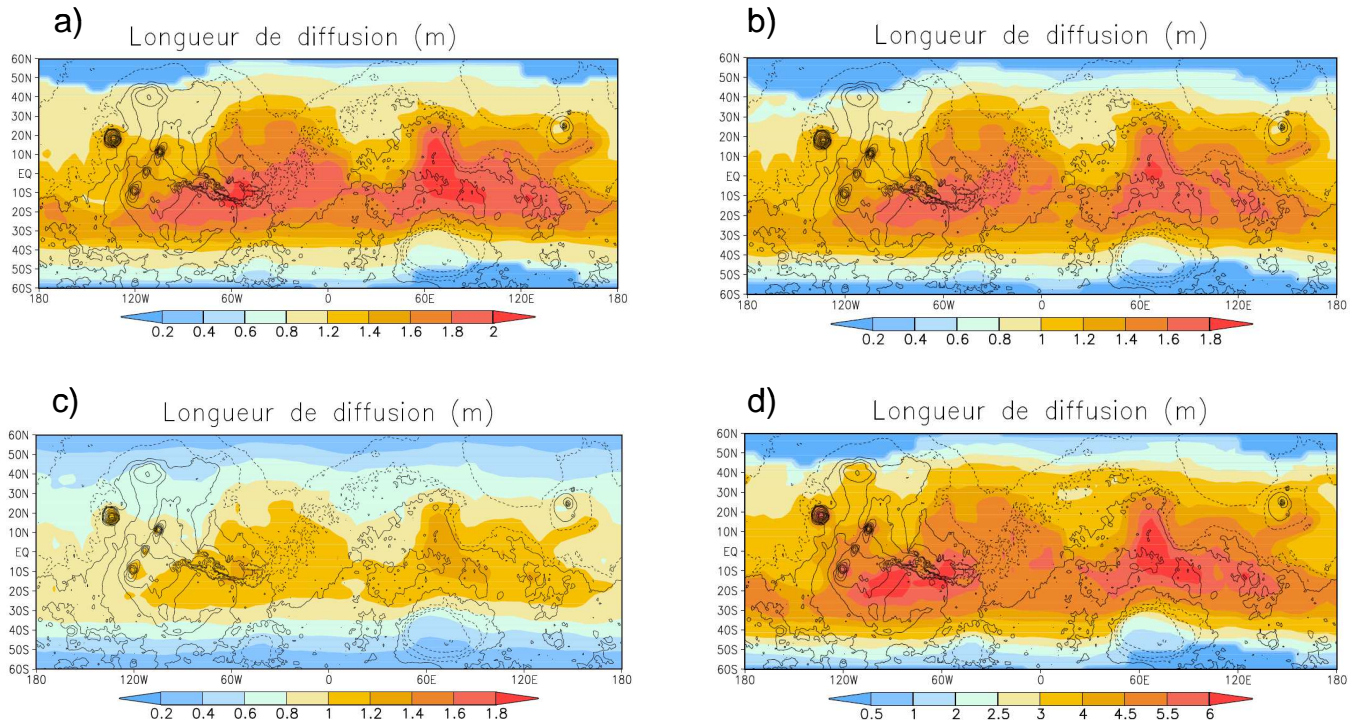 a)
Longueur de diffusion (m)
60N
50N
40N
30N
20N
10N
EQ
10S
20S
30S
40S
50S
60S
180 120W 60W 0 60E 120E 180
0.2 0.4 0.6 0.8 1.2 1.4 1.6 1.8 2
b)
Longueur de diffusion (m)
60N
50N
40N
30N
20N
10N
EQ
10S
20S
30S
40S
50S
60S
180 120W 60W 0 60E 120E 180
0.2 0.4 0.6 0.8 1 1.2 1.4 1.6 1.8
c)
Longueur de diffusion (m)
60N
50N
40N
30N
20N
10N
EQ
10S
20S
30S
40S
50S
60S
180 120W 60W 0 60E 120E 180
0.2 0.4 0.6 0.8 1 1.2 1.4 1.6 1.8
d)
Longueur de diffusion (m)
60N
50N
40N
30N
20N
10N
EQ
10S
20S
30S
40S
50S
60S
180 120W 60W 0 60E 120E 180
0.5 1 2 2.5 3 4 4.5 5.5 6